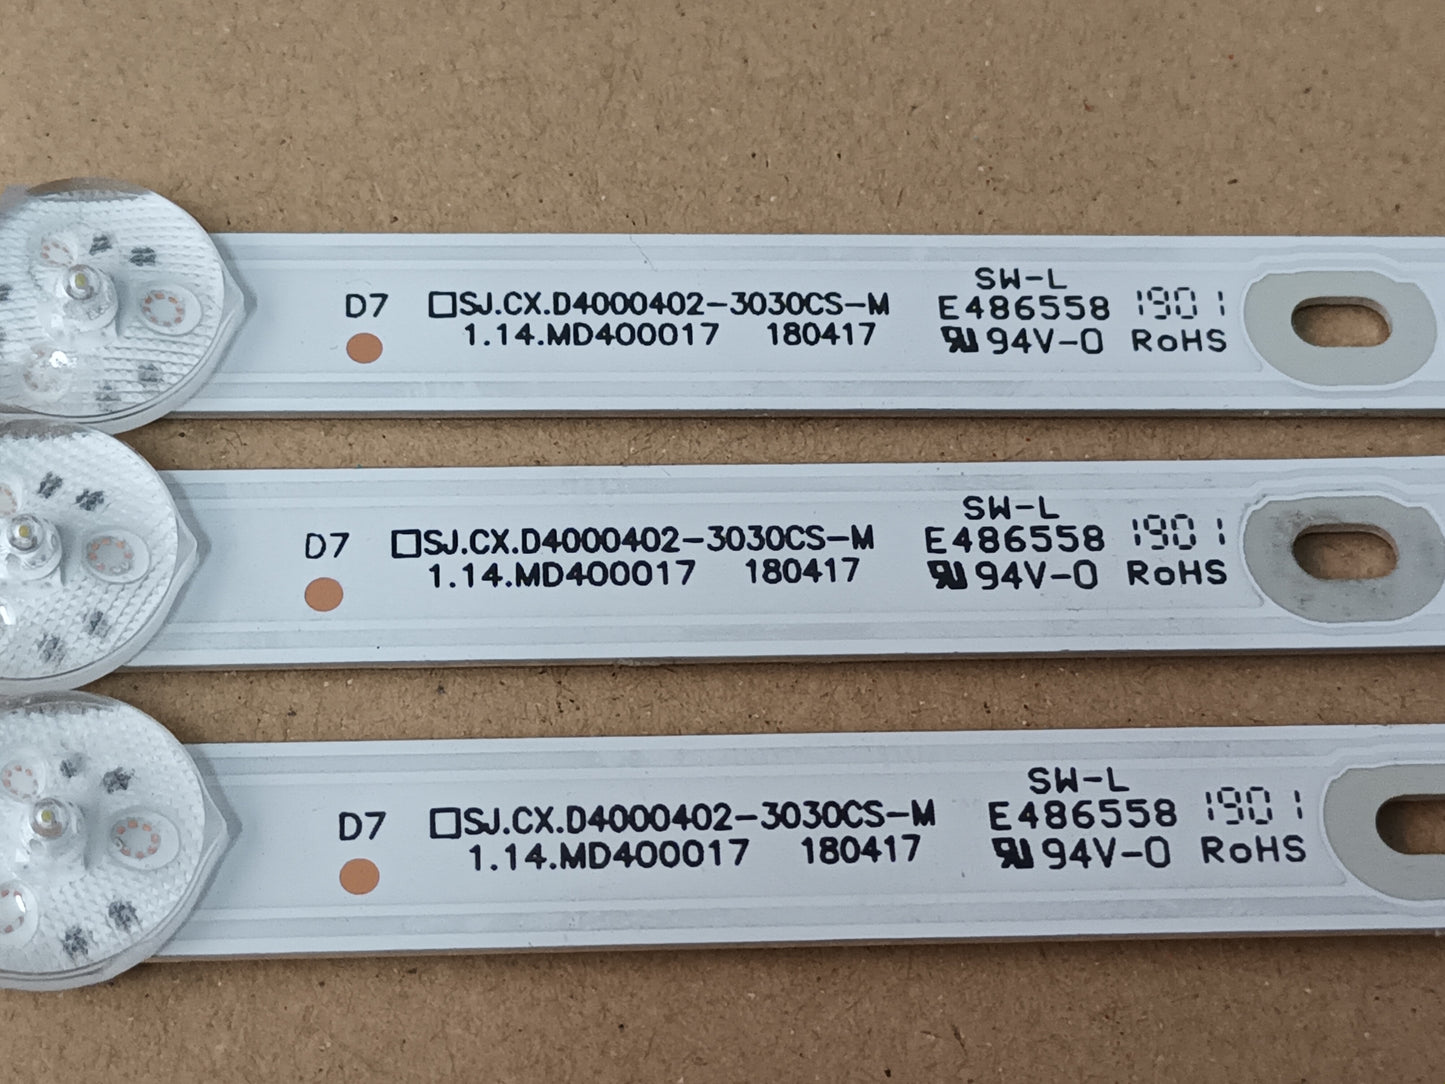 D7 □SJ.CX.D4000402-3030CS-M
1.14.MD400017 180417
SW-L
E486558 1901
94V-0 RoHS
D7 □SJ.CX.D4000402-3030CS-M
1.14.MD400017 180417
SW-L
E486558 1901
94V-0 RoHS
D7 □SJ.CX.D4000402-3030CS-M
1.14.MD400017 180417
SW-L
E486558 1901
94V-0 RoHS